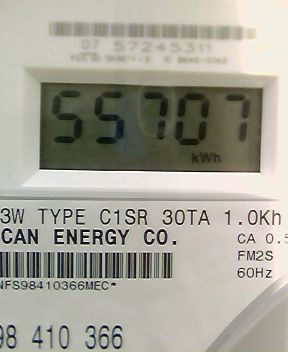 07 57245311
55707
kWh
3W TYPE C1SR 30TA 1.0Kh
CAN ENERGY CO.
CA 0.5
FM2S
NFS98410366MEC*
60Hz
98 410 366